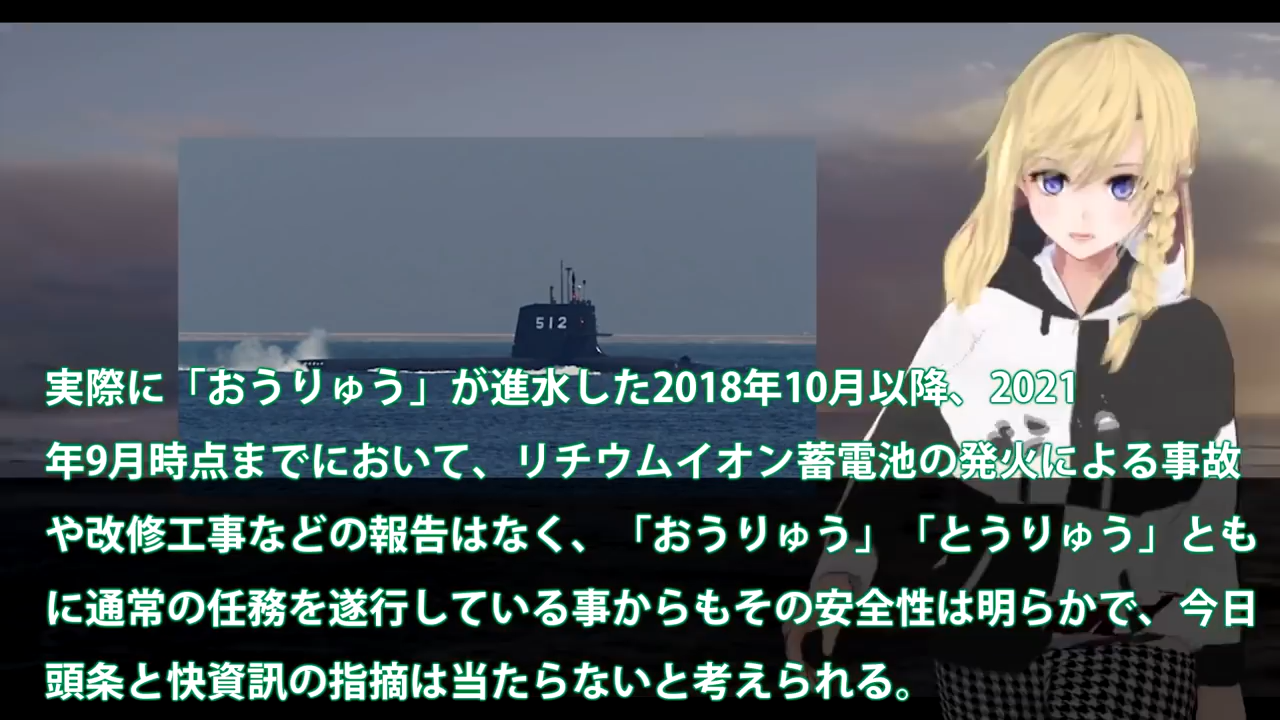 512
実際に「おうりゅう」が進水した2018年10月以降、2021
年9月時点までにおいて、リチウムイオン蓄電池の発火による事故
や改修工事などの報告はなく、「おうりゅう」「とうりゅう」とも
に通常の任務を遂行している事からもその安全性は明らかで、今日
頭条と快資訊の指摘は当たらないと考えられる。